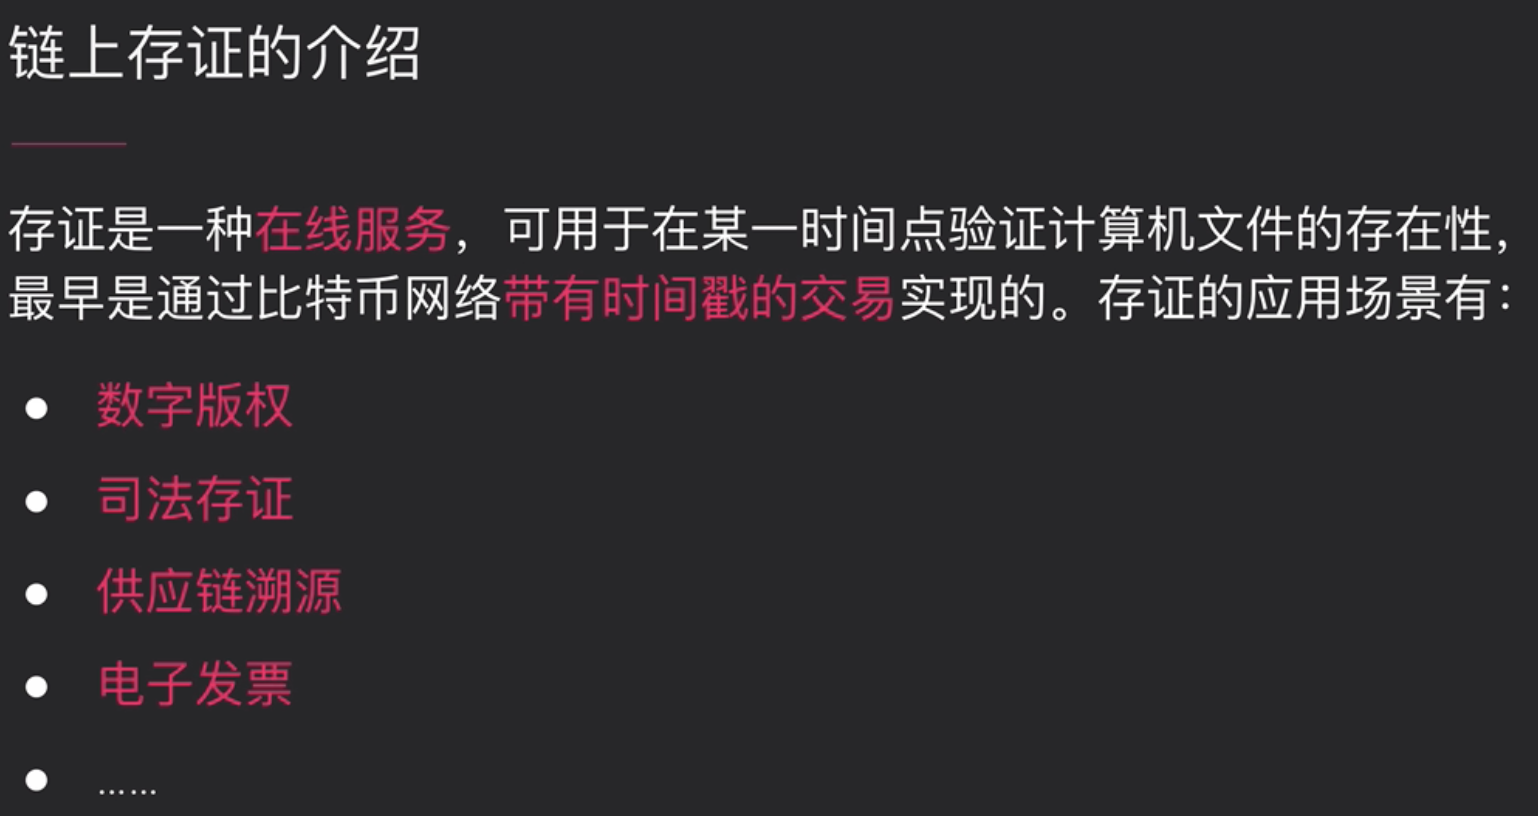 链上存证的介绍
存证是一种在线服务，可用于在某一时间点验证计算机文件的存在性，
最早是通过比特币网络带有时间戳的交易实现的。存证的应用场景有：
● 数字版权
● 司法存证
● 供应链溯源
● 电子发票
● ……